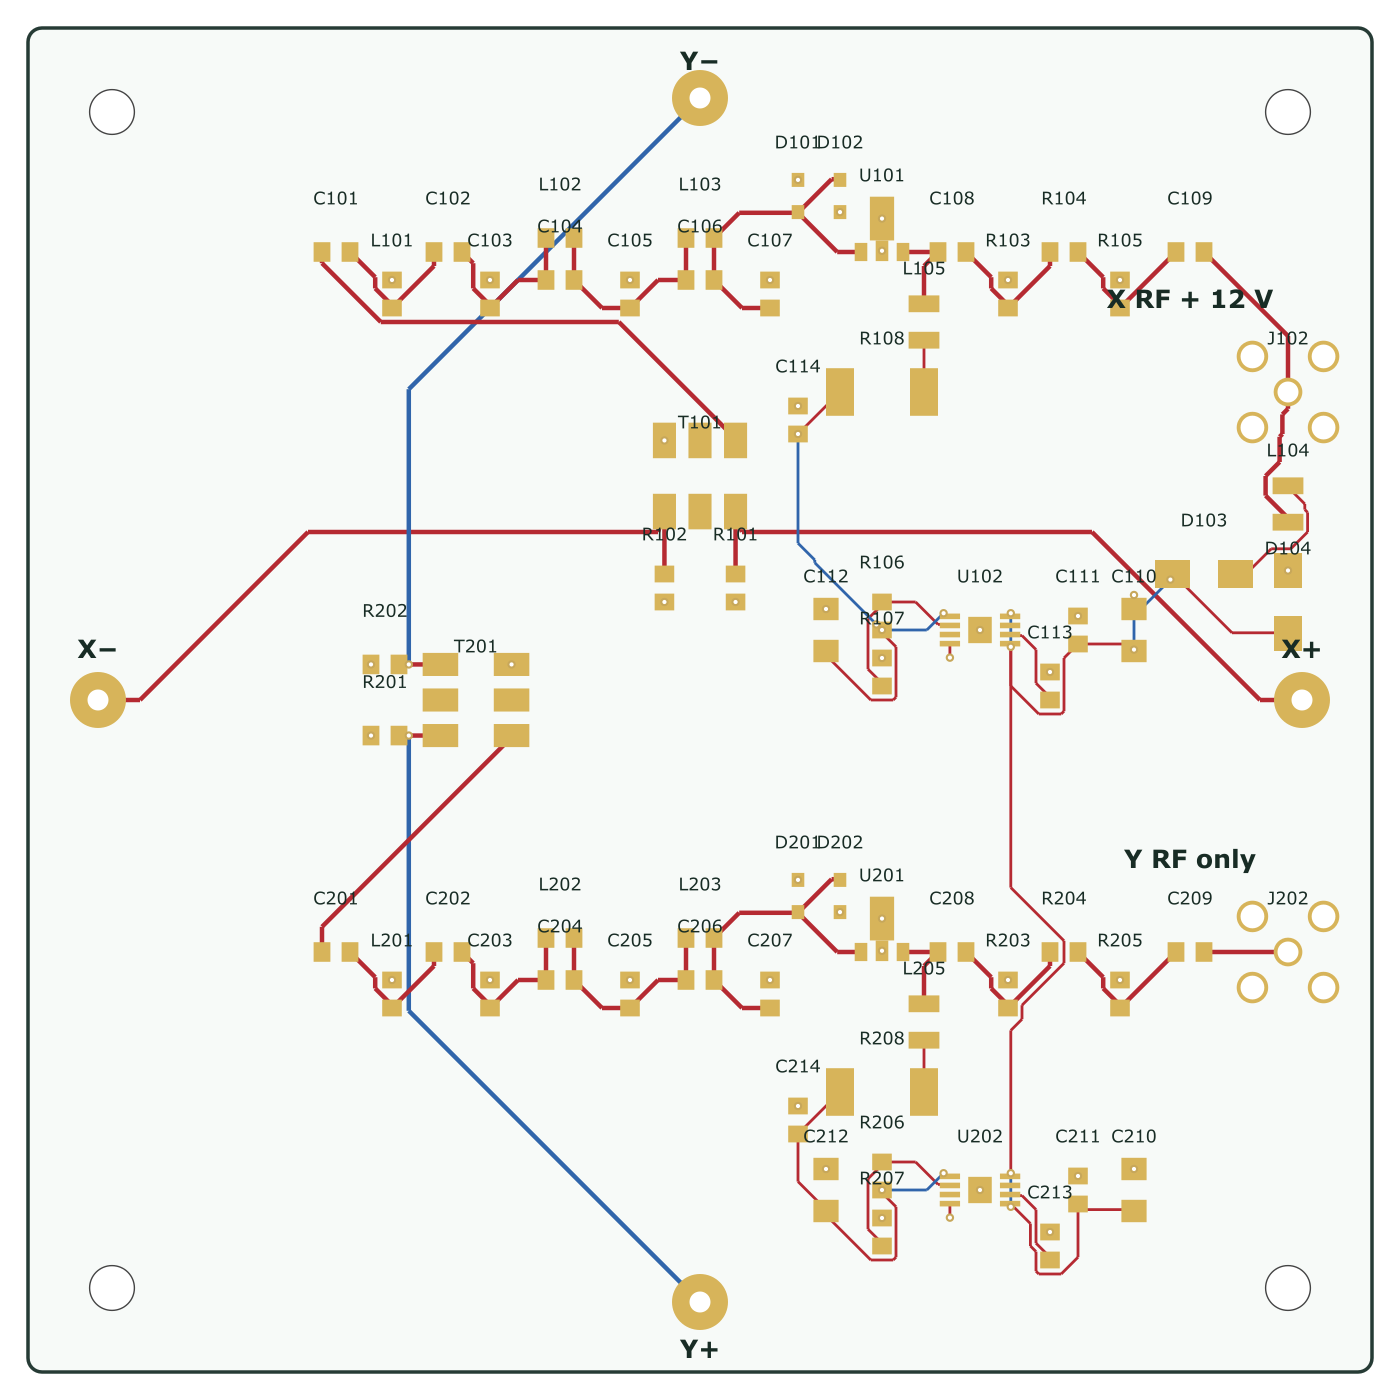 Y−
D101 D102
U101
L102 L103
C101 C102 C108 R104 C109
C104 C106
L101 C103 C105 C107 R103 R105
L105
X RF + 12 V
R108 J102
C114
T101 L104
D103
R102 R101
D104
R106
C112 U102 C111 C110
R202
R107
C113
X− T201 X+
R201
D201 D202
Y RF only
U201
L202 L203
C201 C202 C208 R204 C209 J202
C204 C206
L201 C203 C205 C207 R203 R205
L205
R208
C214
R206
C212 U202 C211 C210
R207
C213
Y+